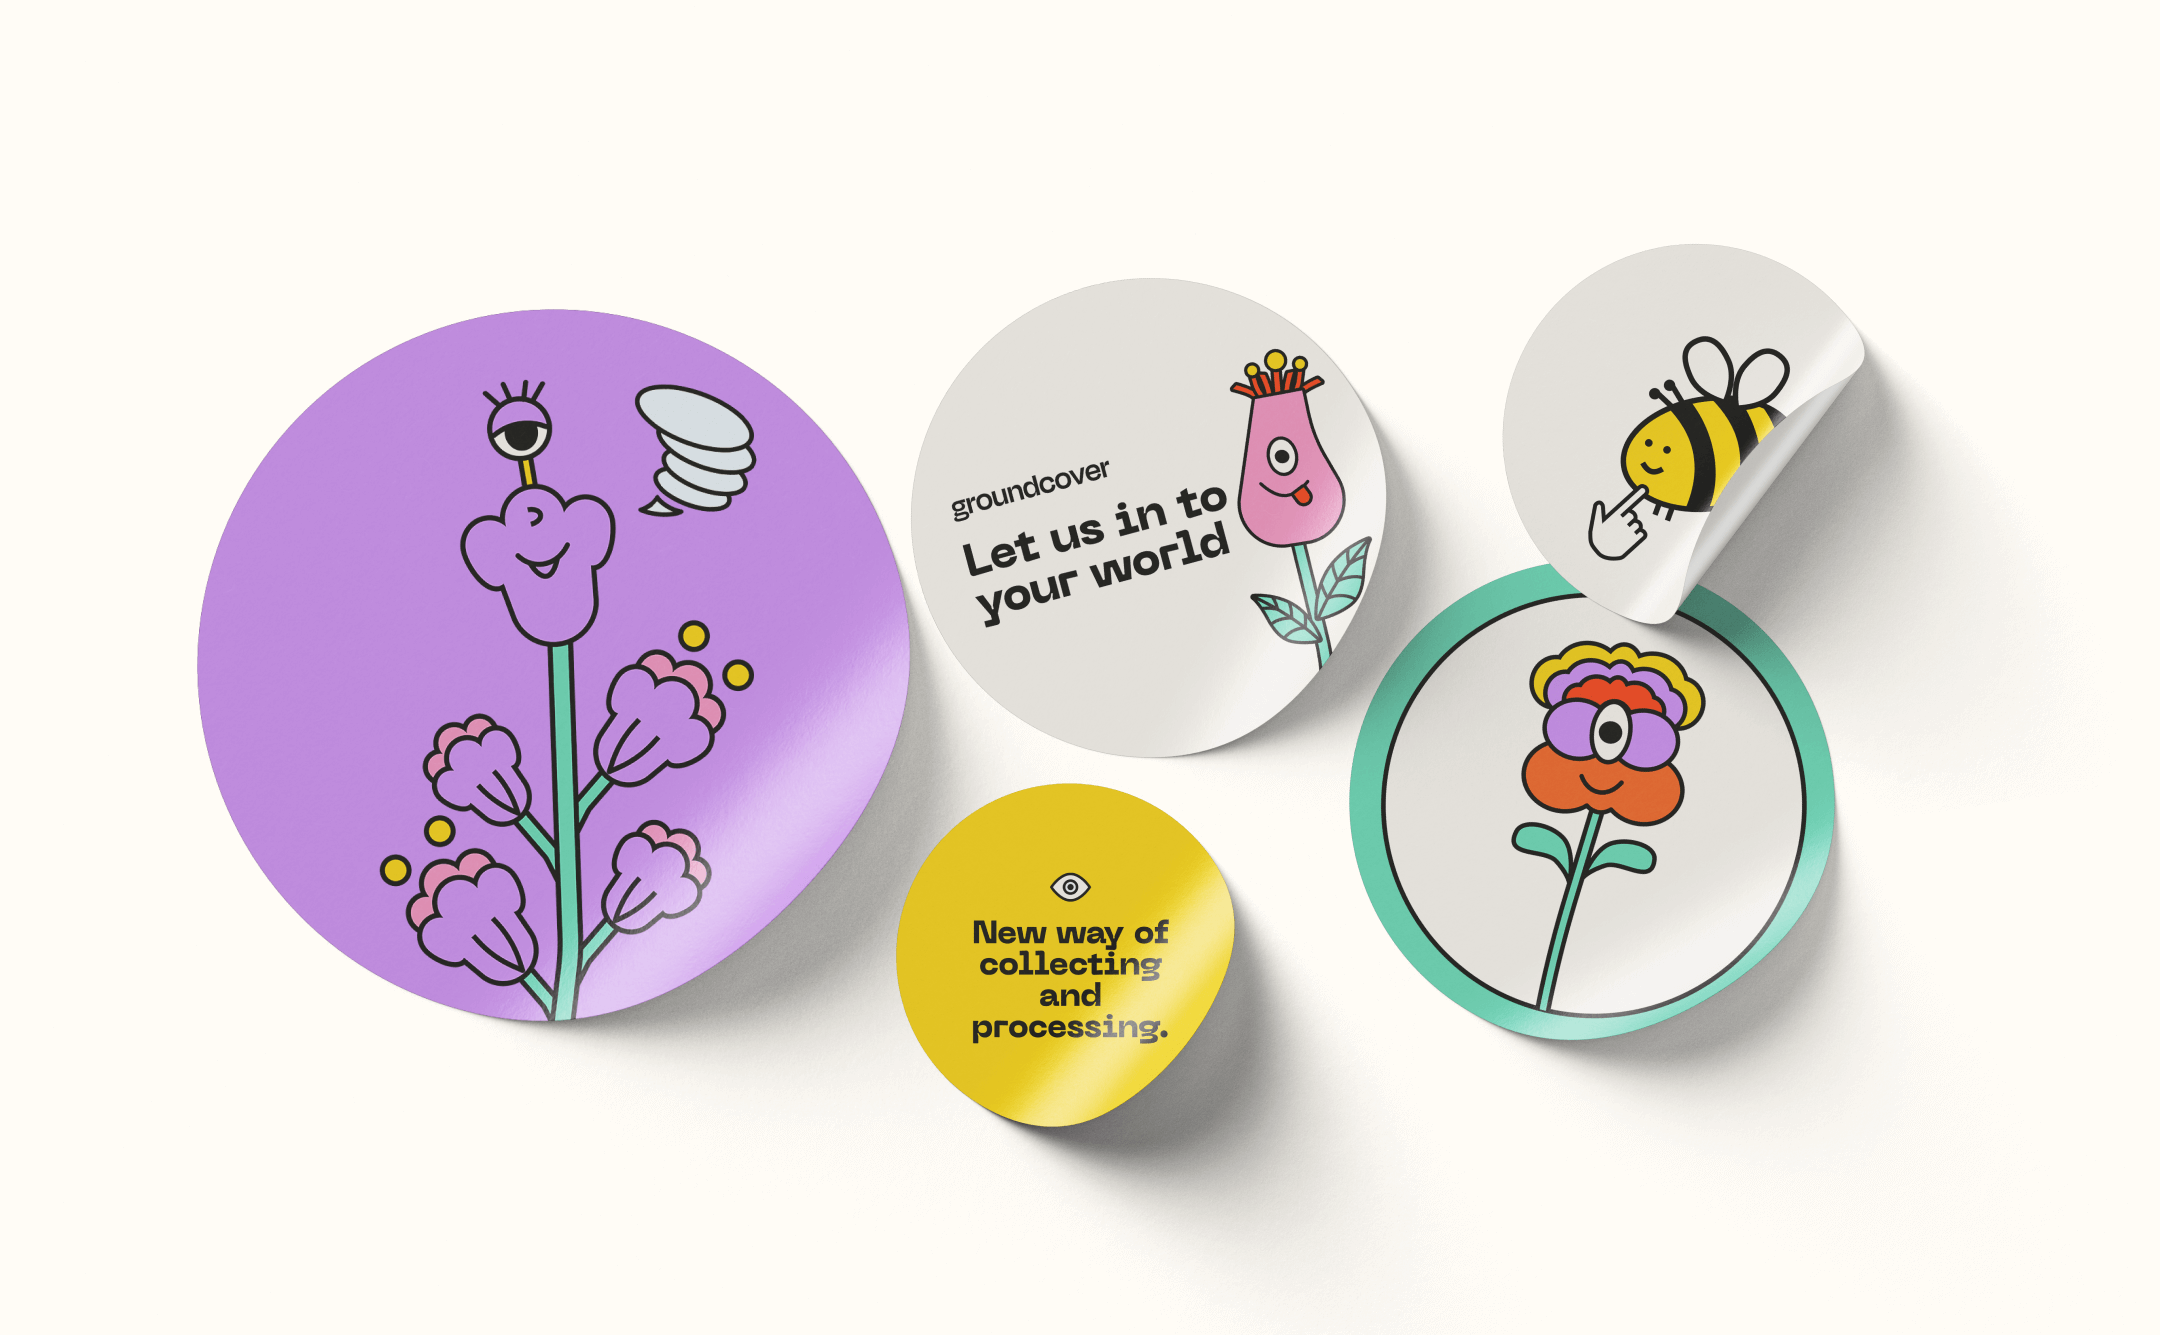 groundcover
Let us in to
your world
New way of
collecting
and
processing.